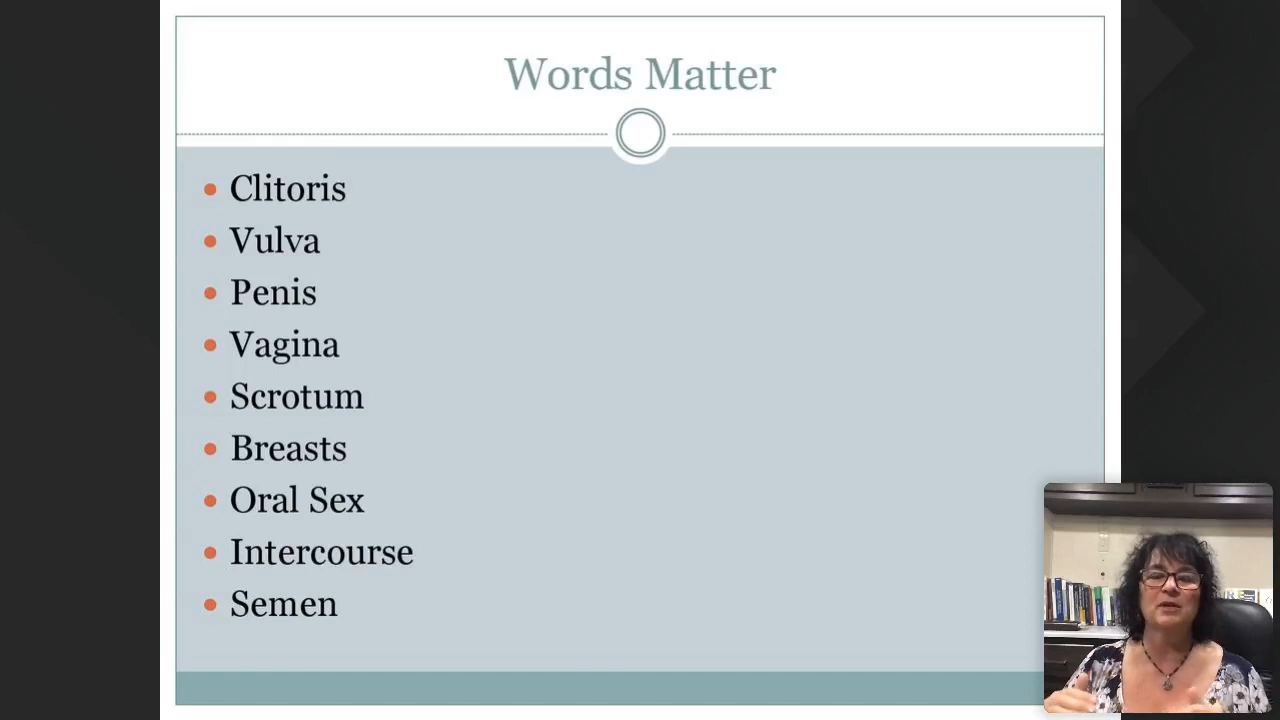 Words Matter
Clitoris
Vulva
Penis
Vagina
Scrotum
Breasts
Oral Sex
Intercourse
Semen